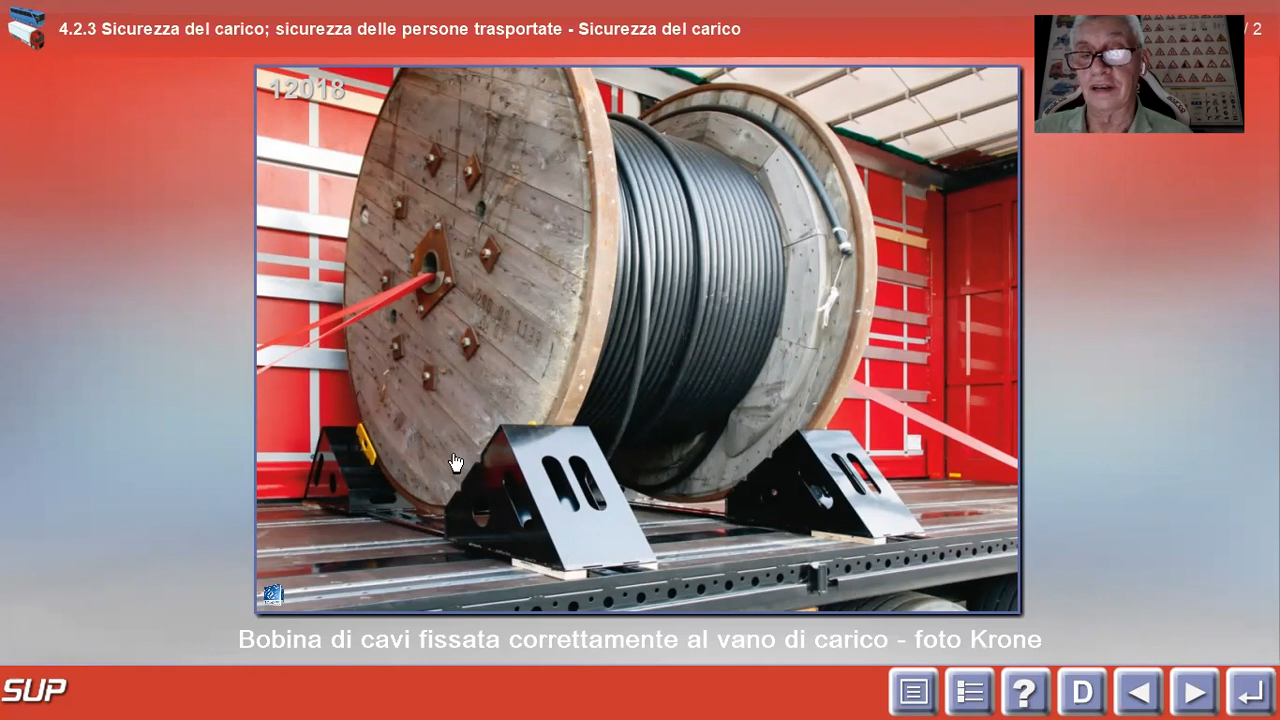 4.2.3 Sicurezza del carico; sicurezza delle persone trasportate - Sicurezza del carico
/ 2
12018
Bobina di cavi fissata correttamente al vano di carico - foto Krone
SUP
? D